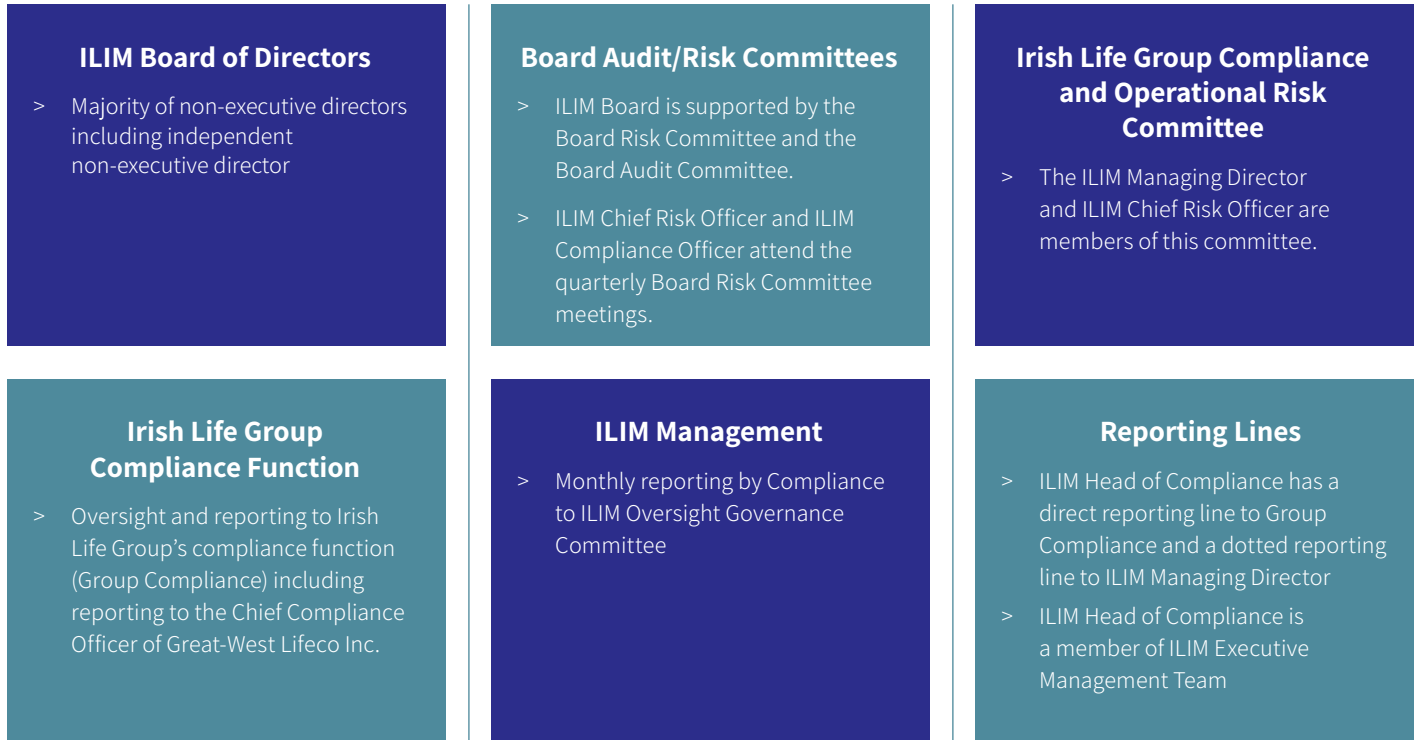 ILIM Board of Directors
> Majority of non-executive directors
including independent
non-executive director
Board Audit/Risk Committees
> ILIM Board is supported by the
Board Risk Committee and the
Board Audit Committee.
> ILIM Chief Risk Officer and ILIM
Compliance Officer attend the
quarterly Board Risk Committee
meetings.
Irish Life Group Compliance
and Operational Risk
Committee
> The ILIM Managing Director
and ILIM Chief Risk Officer are
members of this committee.
Irish Life Group
Compliance Function
> Oversight and reporting to Irish
Life Group’s compliance function
(Group Compliance) including
reporting to the Chief Compliance
Officer of Great-West Lifeco Inc.
ILIM Management
> Monthly reporting by Compliance
to ILIM Oversight Governance
Committee
Reporting Lines
> ILIM Head of Compliance has a
direct reporting line to Group
Compliance and a dotted reporting
line to ILIM Managing Director
> ILIM Head of Compliance is
a member of ILIM Executive
Management Team